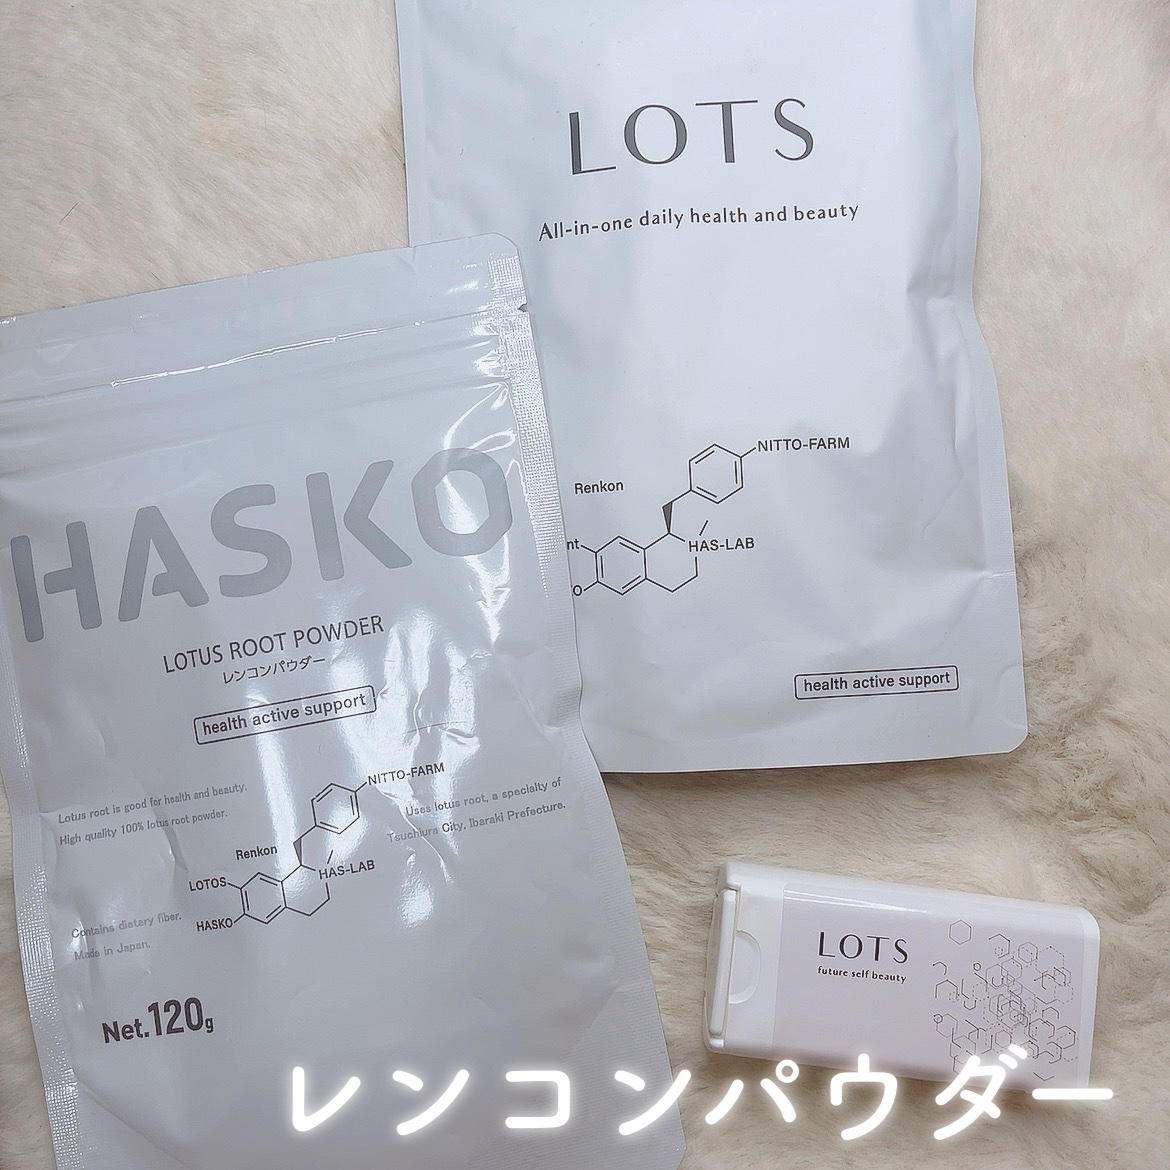 LOTS
All-in-one daily health and beauty
NITTO-FARM
Renkon
nt
HAS-LAB
O
health active support
HASKO
LOTUS ROOT POWDER
レンコンパウダー
health active support
Lotus root is good for health and beauty.
High quality 100% lotus root powder.
NITTO-FARM
Uses lotus root, a specialty of
Tsuchiura City, Ibaraki Prefecture.
Renkon
LOTOS
HAS-LAB
HASKO
Contains dietary fiber.
Made in Japan.
Net.120g
LOTS
future self beauty
レンコンパウダー